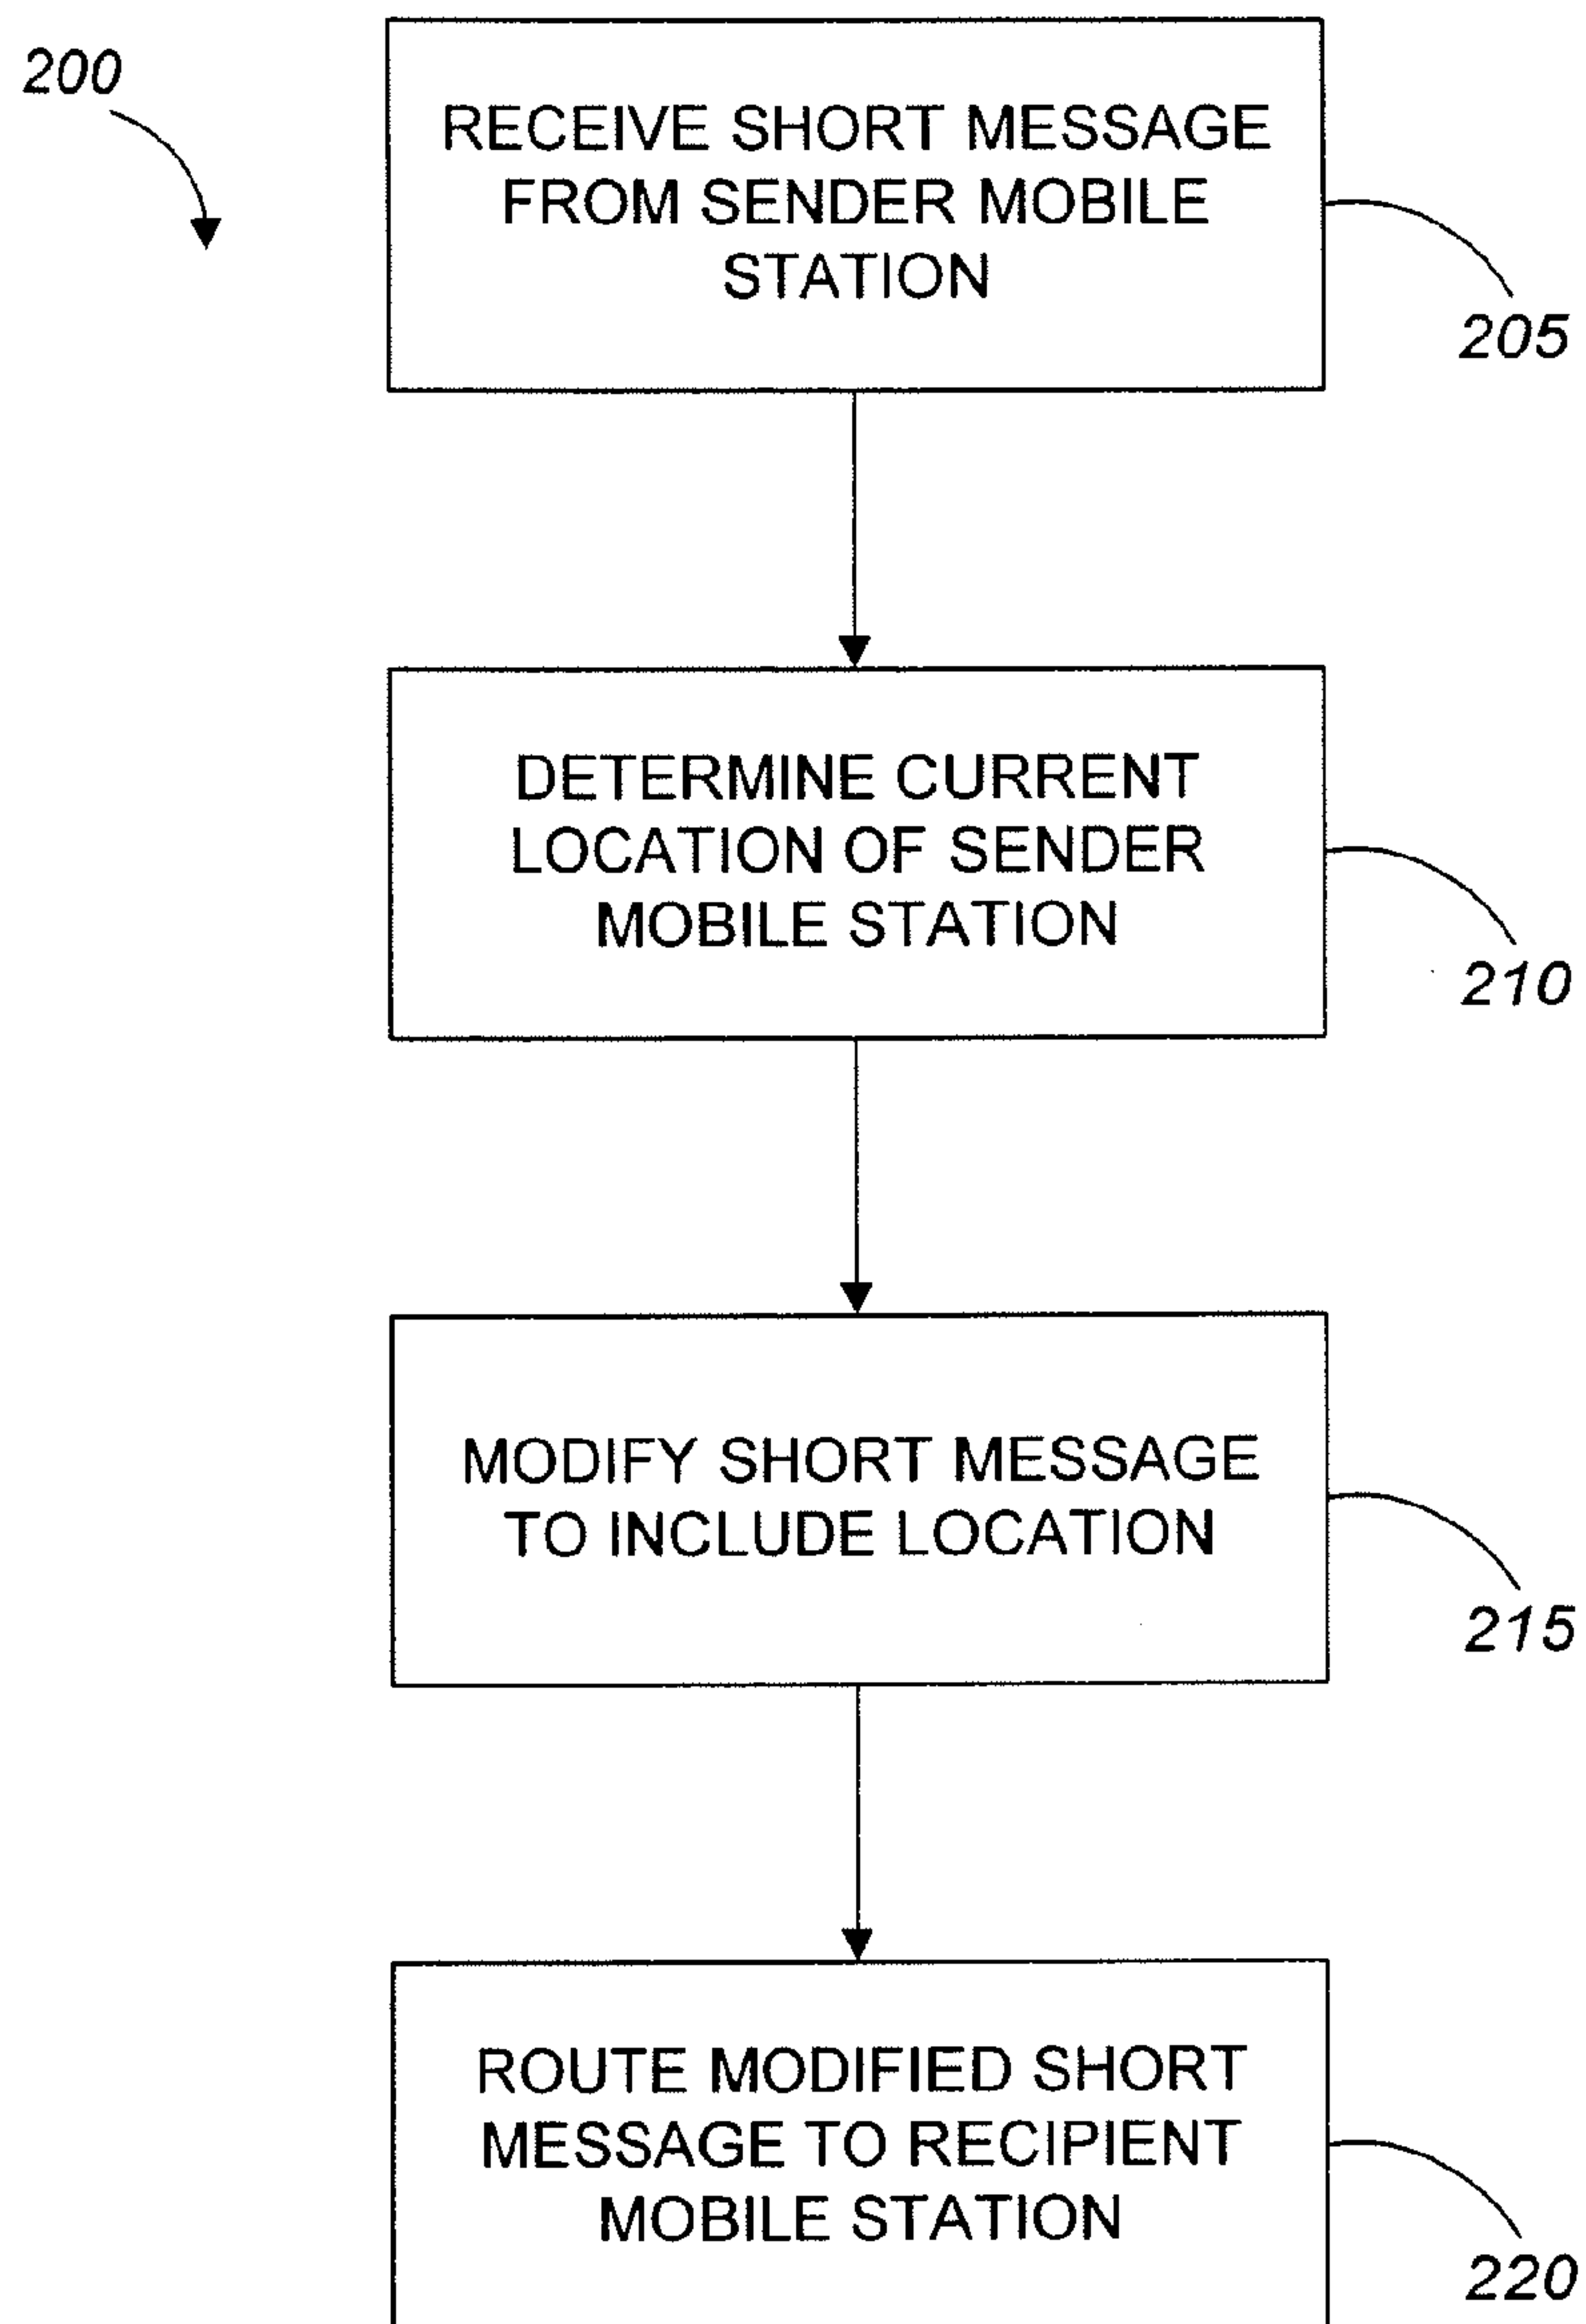 200
RECEIVE SHORT MESSAGE
FROM SENDER MOBILE
STATION
205
DETERMINE CURRENT
LOCATION OF SENDER
MOBILE STATION
210
MODIFY SHORT MESSAGE
TO INCLUDE LOCATION
215
ROUTE MODIFIED SHORT
MESSAGE TO RECIPIENT
MOBILE STATION
220